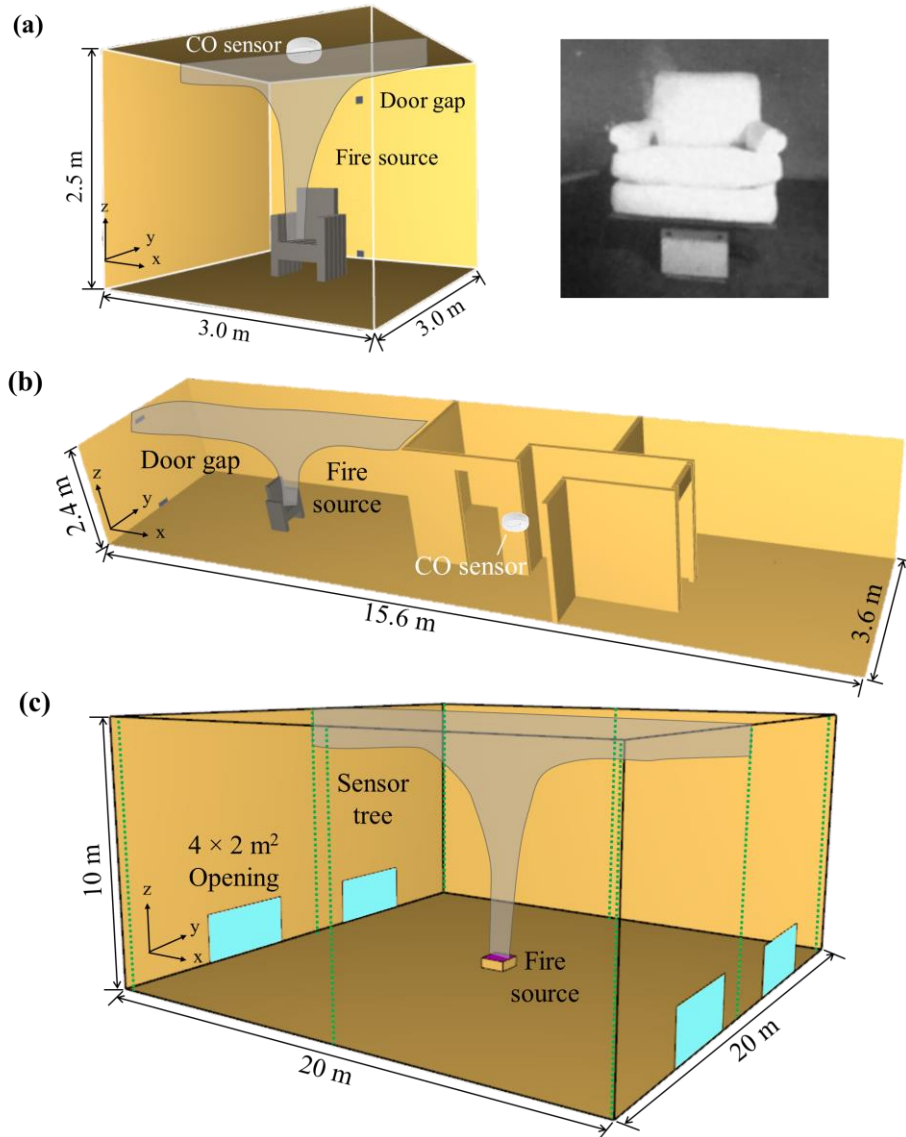 (a)
CO sensor
Door gap
Fire source
2.5 m
z
y
x
3.0 m
3.0 m
(b)
Door gap
Fire
source
CO sensor
2.4 m
z
y
x
15.6 m
3.6 m
(c)
Sensor
tree
4 × 2 m²
Opening
10 m
z
y
x
Fire
source
20 m
20 m